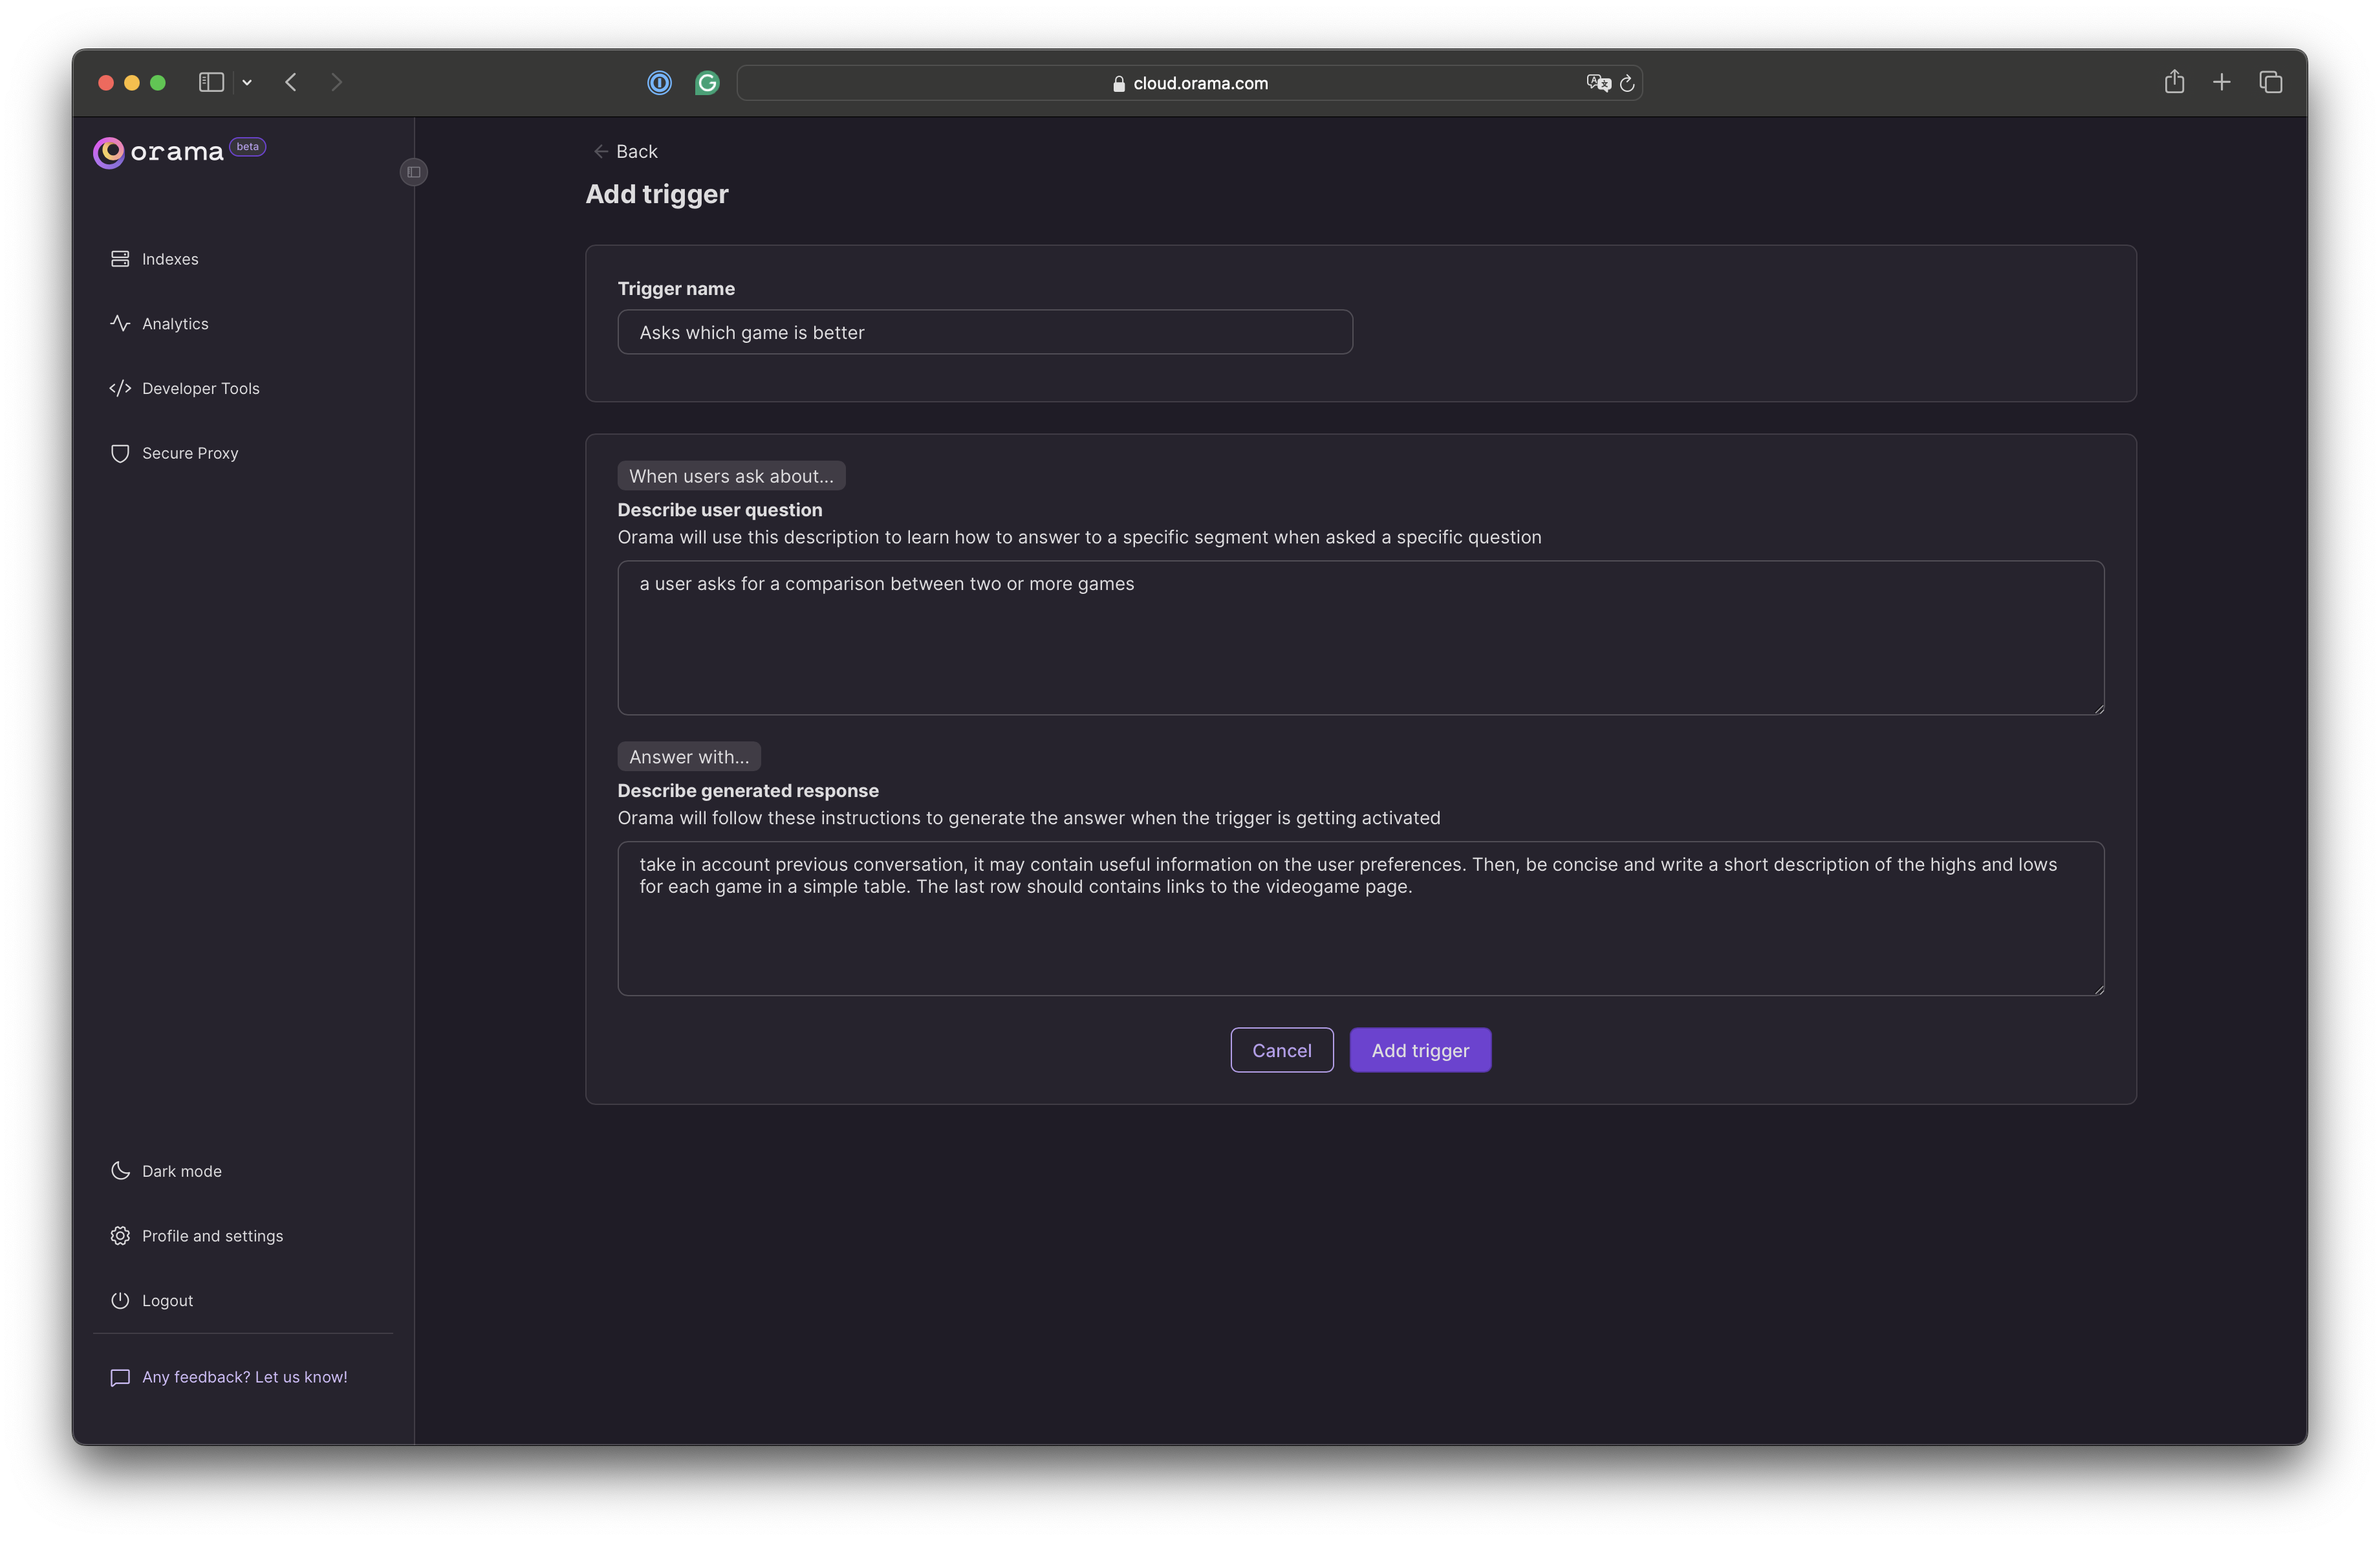 cloud.orama.com
orama beta
Indexes
Analytics
Developer Tools
Secure Proxy
Dark mode
Profile and settings
Logout
Any feedback? Let us know!
Back
Add trigger
Trigger name
Asks which game is better
When users ask about...
Describe user question
Orama will use this description to learn how to answer to a specific segment when asked a specific question
a user asks for a comparison between two or more games
Answer with...
Describe generated response
Orama will follow these instructions to generate the answer when the trigger is getting activated
take in account previous conversation, it may contain useful information on the user preferences. Then, be concise and write a short description of the highs and lows
for each game in a simple table. The last row should contains links to the videogame page.
Cancel
Add trigger